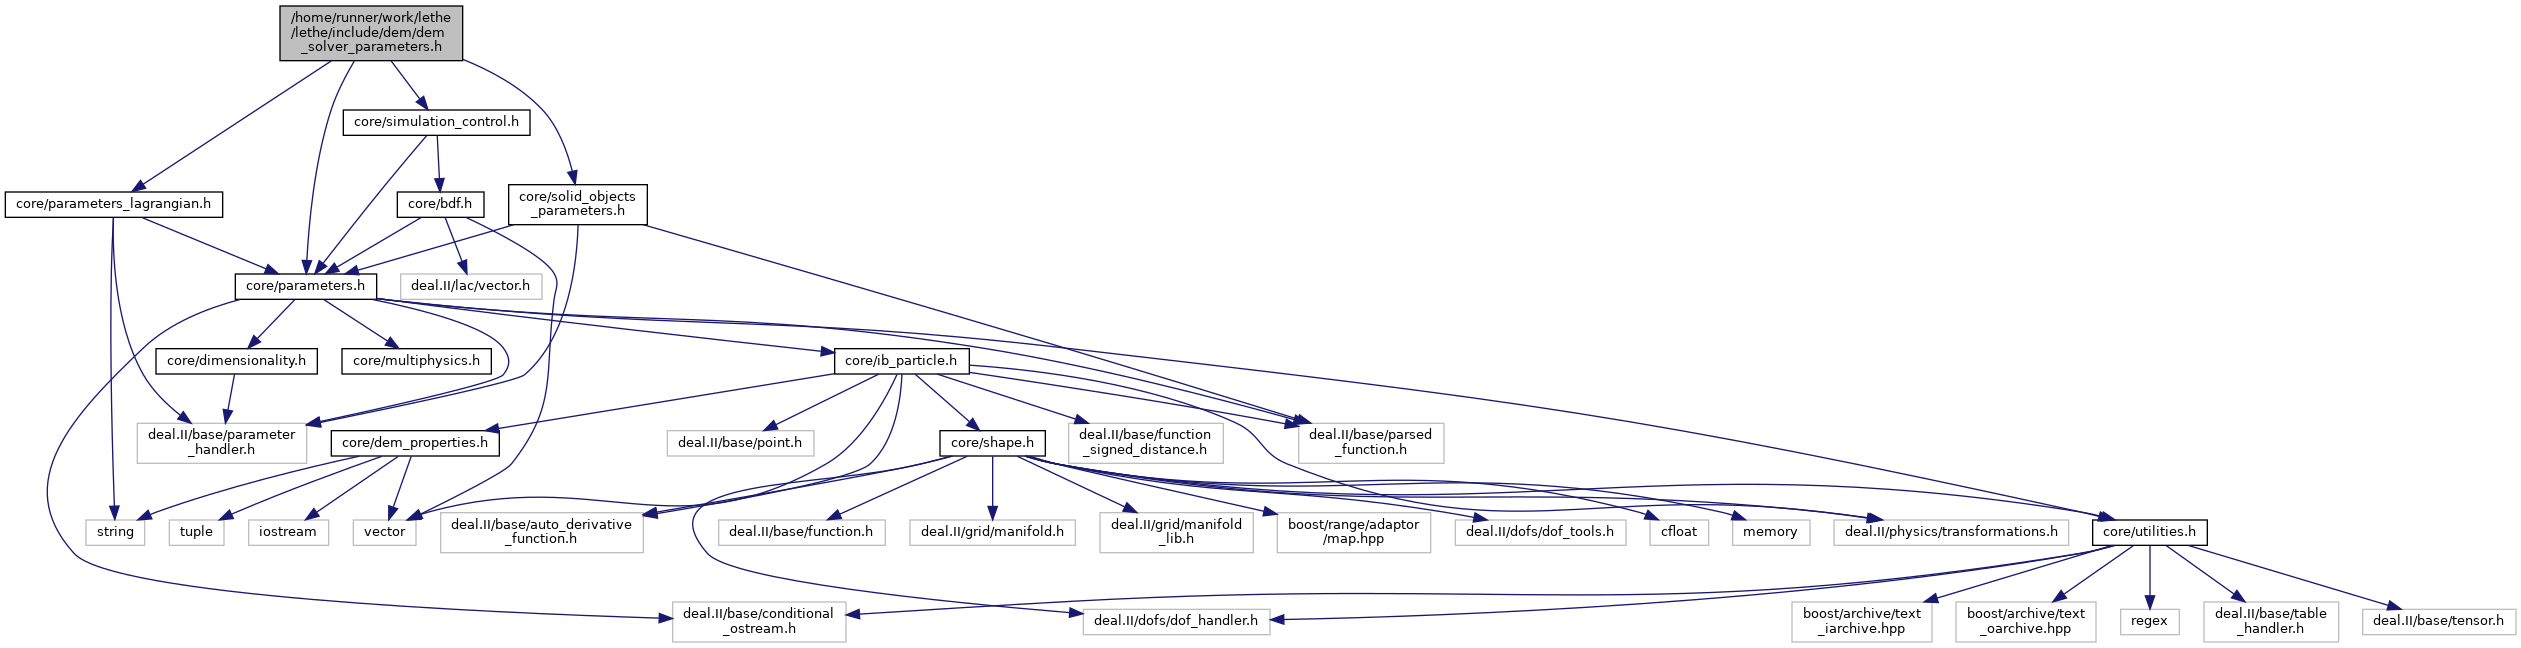 /home/runner/work/lethe
/lethe/include/dem/dem
_solver_parameters.h
core/simulation_control.h
core/parameters_lagrangian.h
core/bdf.h
core/solid_objects
_parameters.h
core/parameters.h
deal.II/lac/vector.h
core/dimensionality.h
core/multiphysics.h
core/ib_particle.h
deal.II/base/parameter
_handler.h
core/dem_properties.h
deal.II/base/point.h
core/shape.h
deal.II/base/function
_signed_distance.h
deal.II/base/parsed
_function.h
string
tuple
iostream
vector
deal.II/base/auto_derivative
_function.h
deal.II/base/function.h
deal.II/grid/manifold.h
deal.II/grid/manifold
_lib.h
boost/range/adaptor
/map.hpp
deal.II/dofs/dof_tools.h
cfloat
memory
deal.II/physics/transformations.h
core/utilities.h
deal.II/base/conditional
_ostream.h
deal.II/dofs/dof_handler.h
boost/archive/text
_iarchive.hpp
boost/archive/text
_oarchive.hpp
regex
deal.II/base/table
_handler.h
deal.II/base/tensor.h